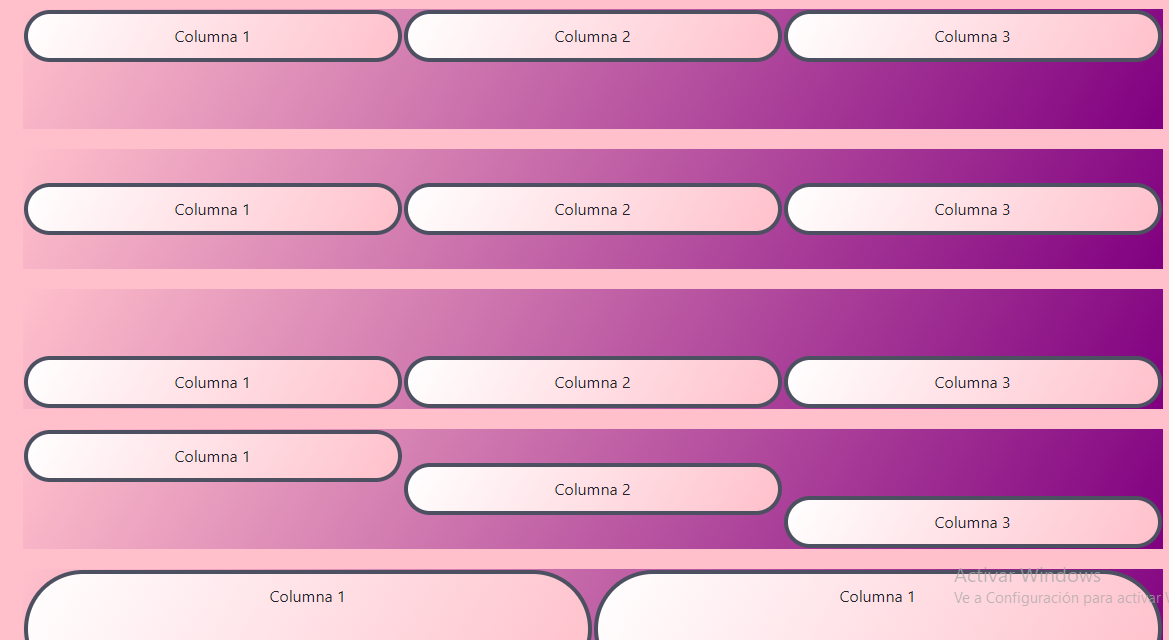 Columna 1 Columna 2 Columna 3
Columna 1 Columna 2 Columna 3
Columna 1 Columna 2 Columna 3
Columna 1
Columna 2
Columna 3
Activar Windows
Columna 1 Columna 1
Ve a Configuración para activar W